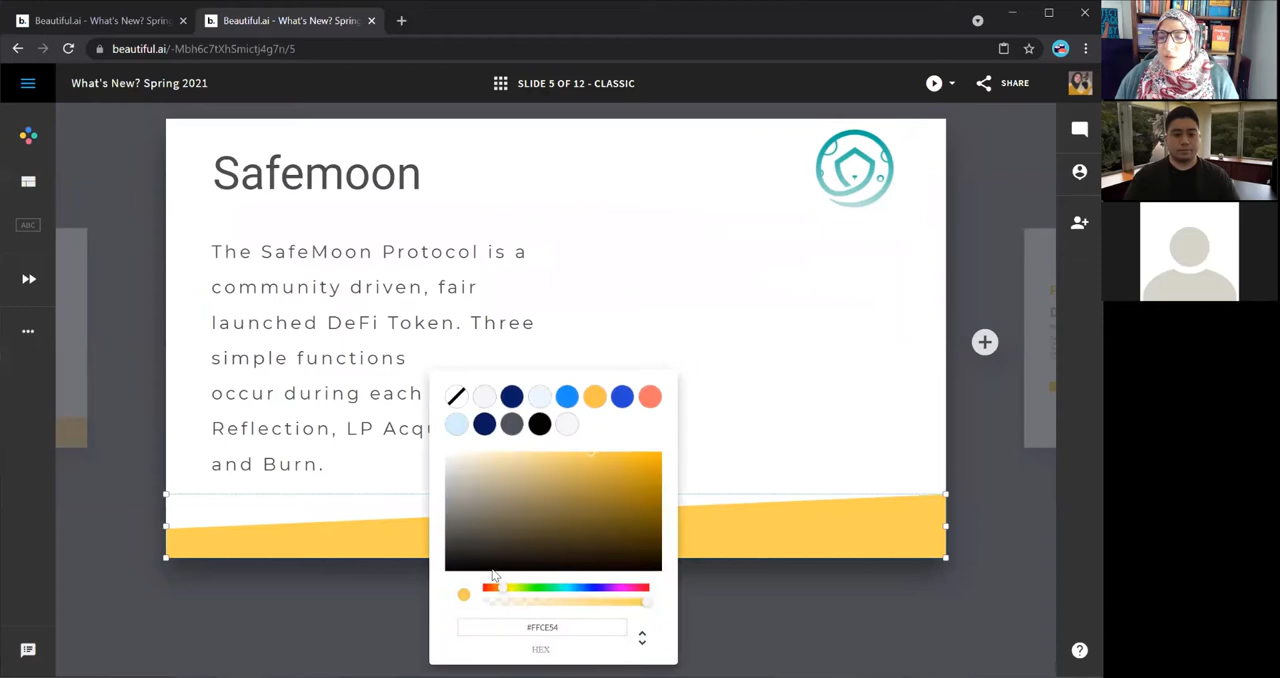 Beautiful.ai - What's New? Spring
Beautiful.ai - What's New? Spring
beautiful.ai/-Mbh6c7tXhSmictj4g7n/5
What's New? Spring 2021
SLIDE 5 OF 12 - CLASSIC
SHARE
ABC
Safemoon
The SafeMoon Protocol is a
community driven, fair
launched DeFi Token. Three
simple functions
occur during each
Reflection, LP Acqu
and Burn.
#FFCE54
HEX